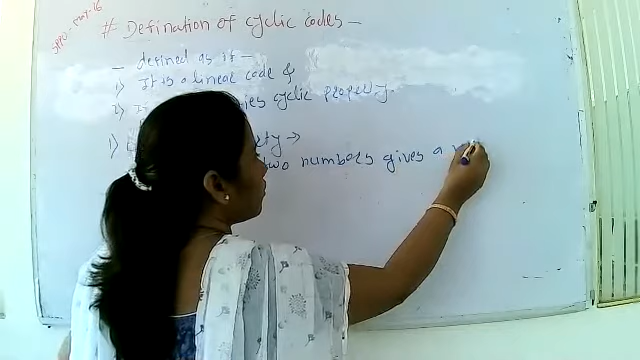 SPPU - May-16
# Defination of cyclic codes -
- defined as if -
1) It is a linear code &
2) cyclic property.
1) →
two numbers gives a